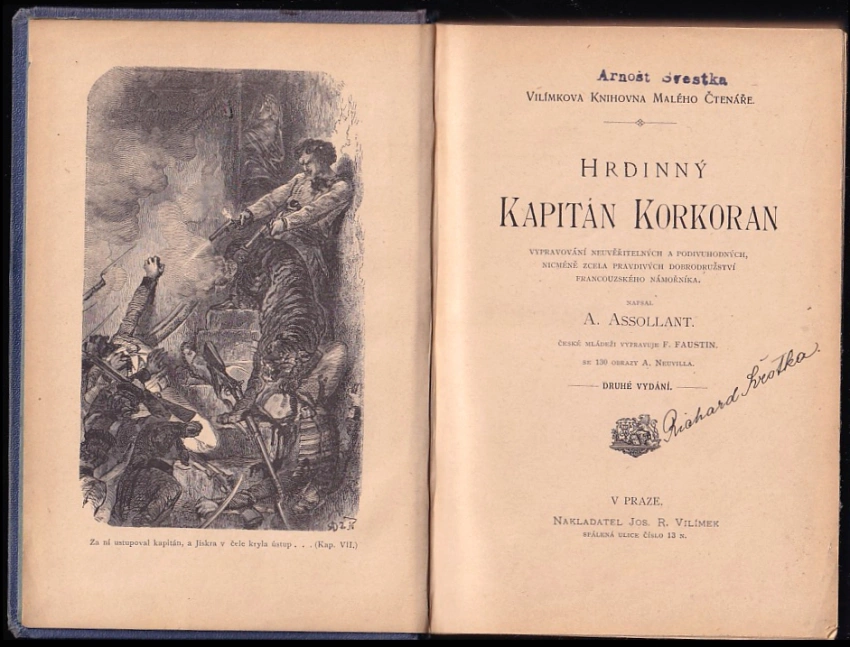 Za ní ustupoval kapitán, a Jiskra v čele kryla ústup . . . (Kap. VII.)
Arnošt Švestka
Vilímkova Knihovna Malého Čtenáře.
Hrdinný
Kapitán Korkoran
vypravování neuvěřitelných a podivuhodných,
nicméně zcela pravdivých dobrodružství
francouzského námořníka.
napsal
A. Assollant.
české mládeži vypravuje F. Faustin.
se 130 obrazy A. Neuvilla.
druhé vydání.
Richard
V PRAZE.
Nakladatel Jos. R. Vilímek
spálená ulice číslo 13 n.